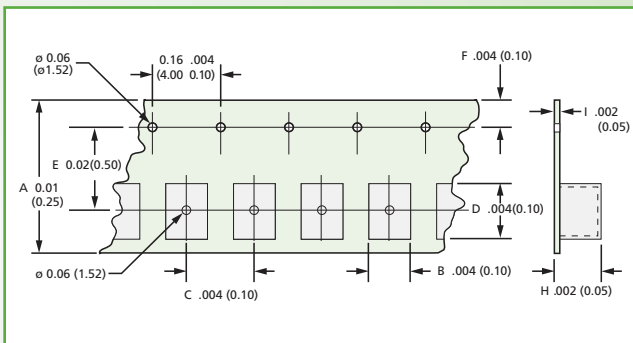 ø 0.06
(ø1.52)
0.16 .004
(4.00 0.10)
F .004 (0.10)
I .002
(0.05)
E 0.02(0.50)
A 0.01
(0.25)
D .004(0.10)
ø 0.06 (1.52)
B .004 (0.10)
C .004 (0.10)
H .002 (0.05)